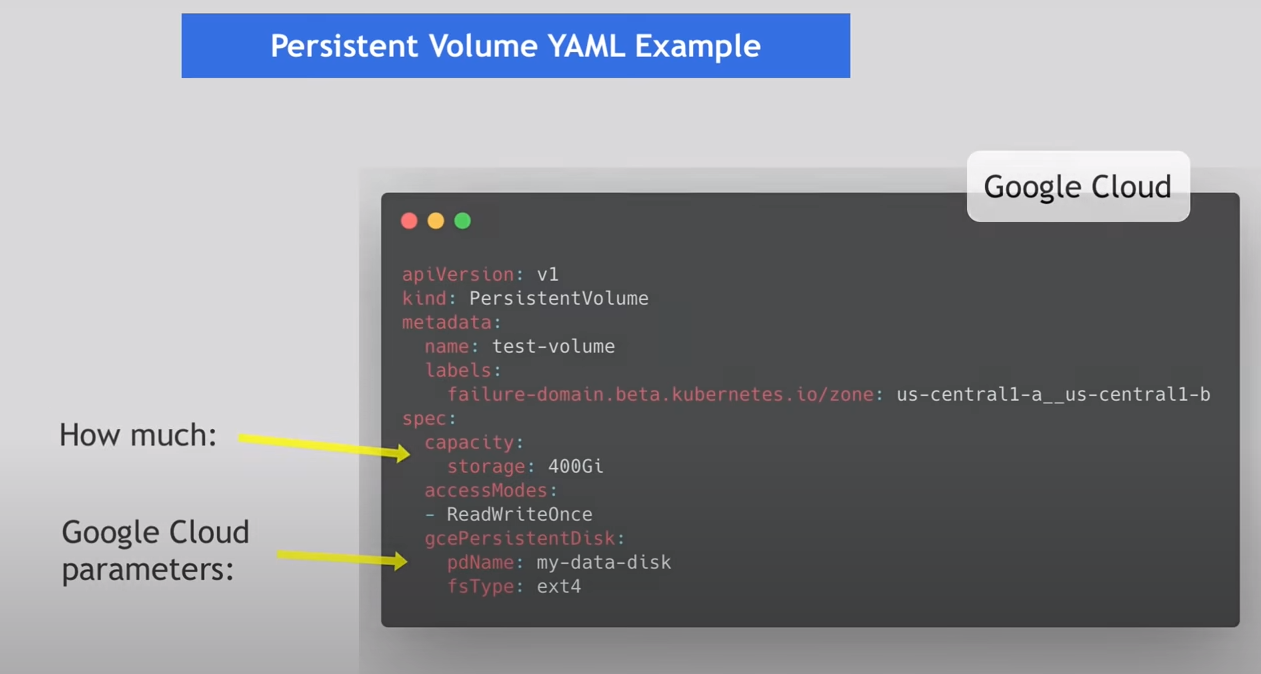 Persistent Volume YAML Example
Google Cloud
apiVersion: v1
kind: PersistentVolume
metadata:
  name: test-volume
  labels:
    failure-domain.beta.kubernetes.io/zone: us-central1-a__us-central1-b
spec:
  capacity:
    storage: 400Gi
  accessModes:
  - ReadWriteOnce
  gcePersistentDisk:
    pdName: my-data-disk
    fsType: ext4
How much:
Google Cloud
parameters: